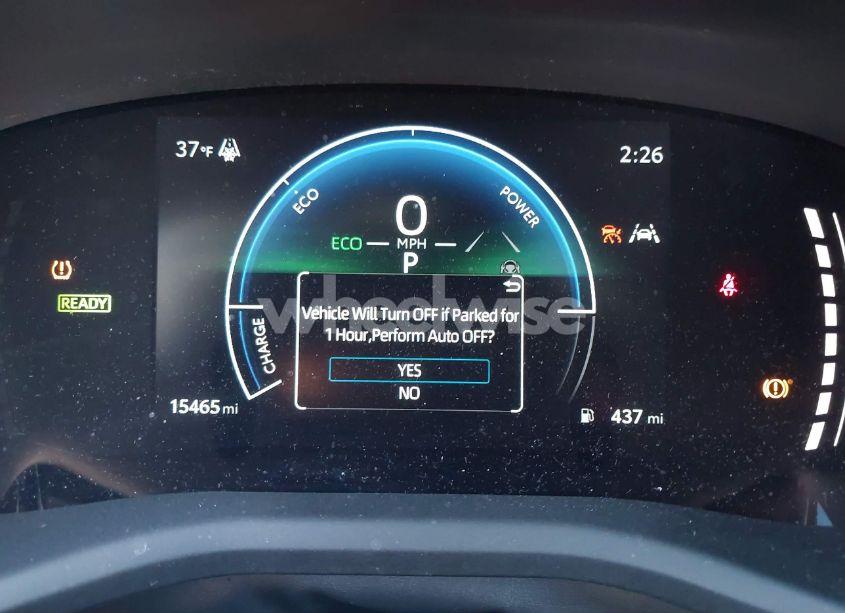 37°F
2:26
ECO
POWER
0
ECO
MPH
P
READY
CHARGE
wheelwise
Vehicle Will Turn OFF if Parked for
1 Hour,Perform Auto OFF?
YES
NO
15465 mi
437 mi